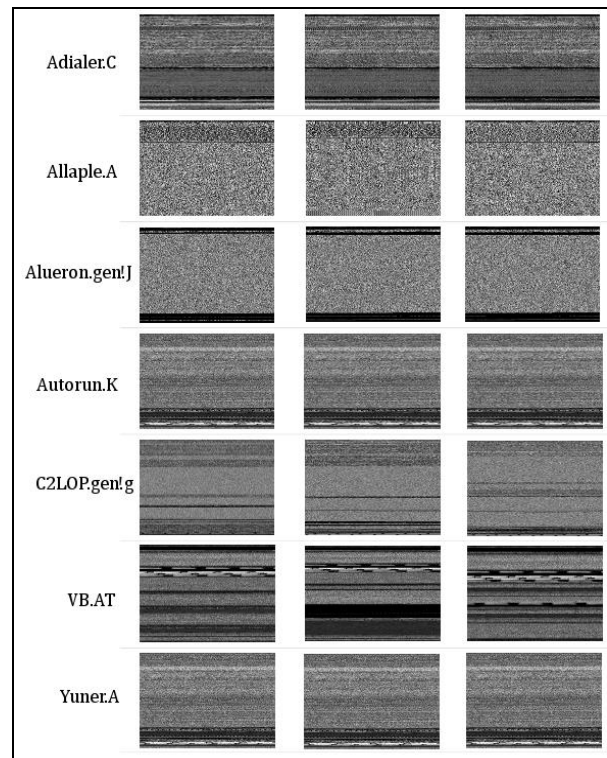 Adialer.C
Allaple.A
Alueron.gen!J
Autorun.K
C2LOP.gen!g
VB.AT
Yuner.A